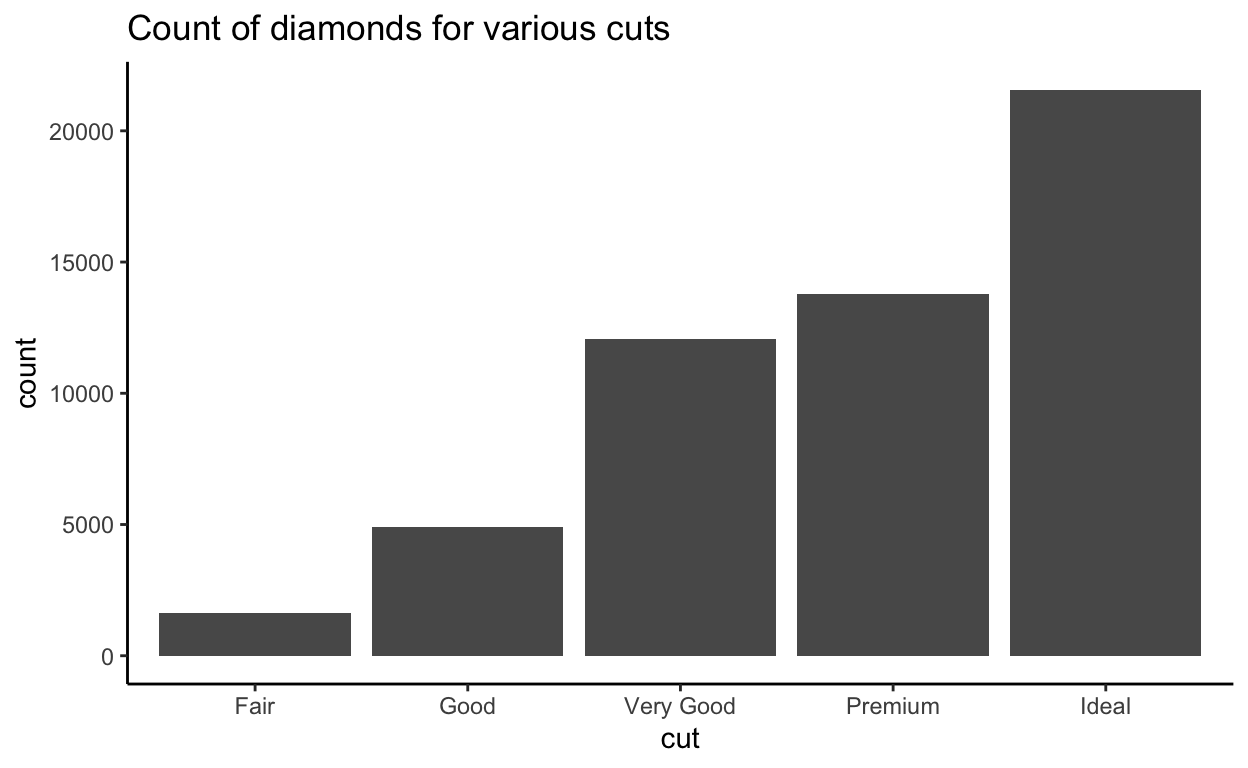 Count of diamonds for various cuts
20000
15000
10000
5000
0
count
Fair Good Very Good Premium Ideal
cut